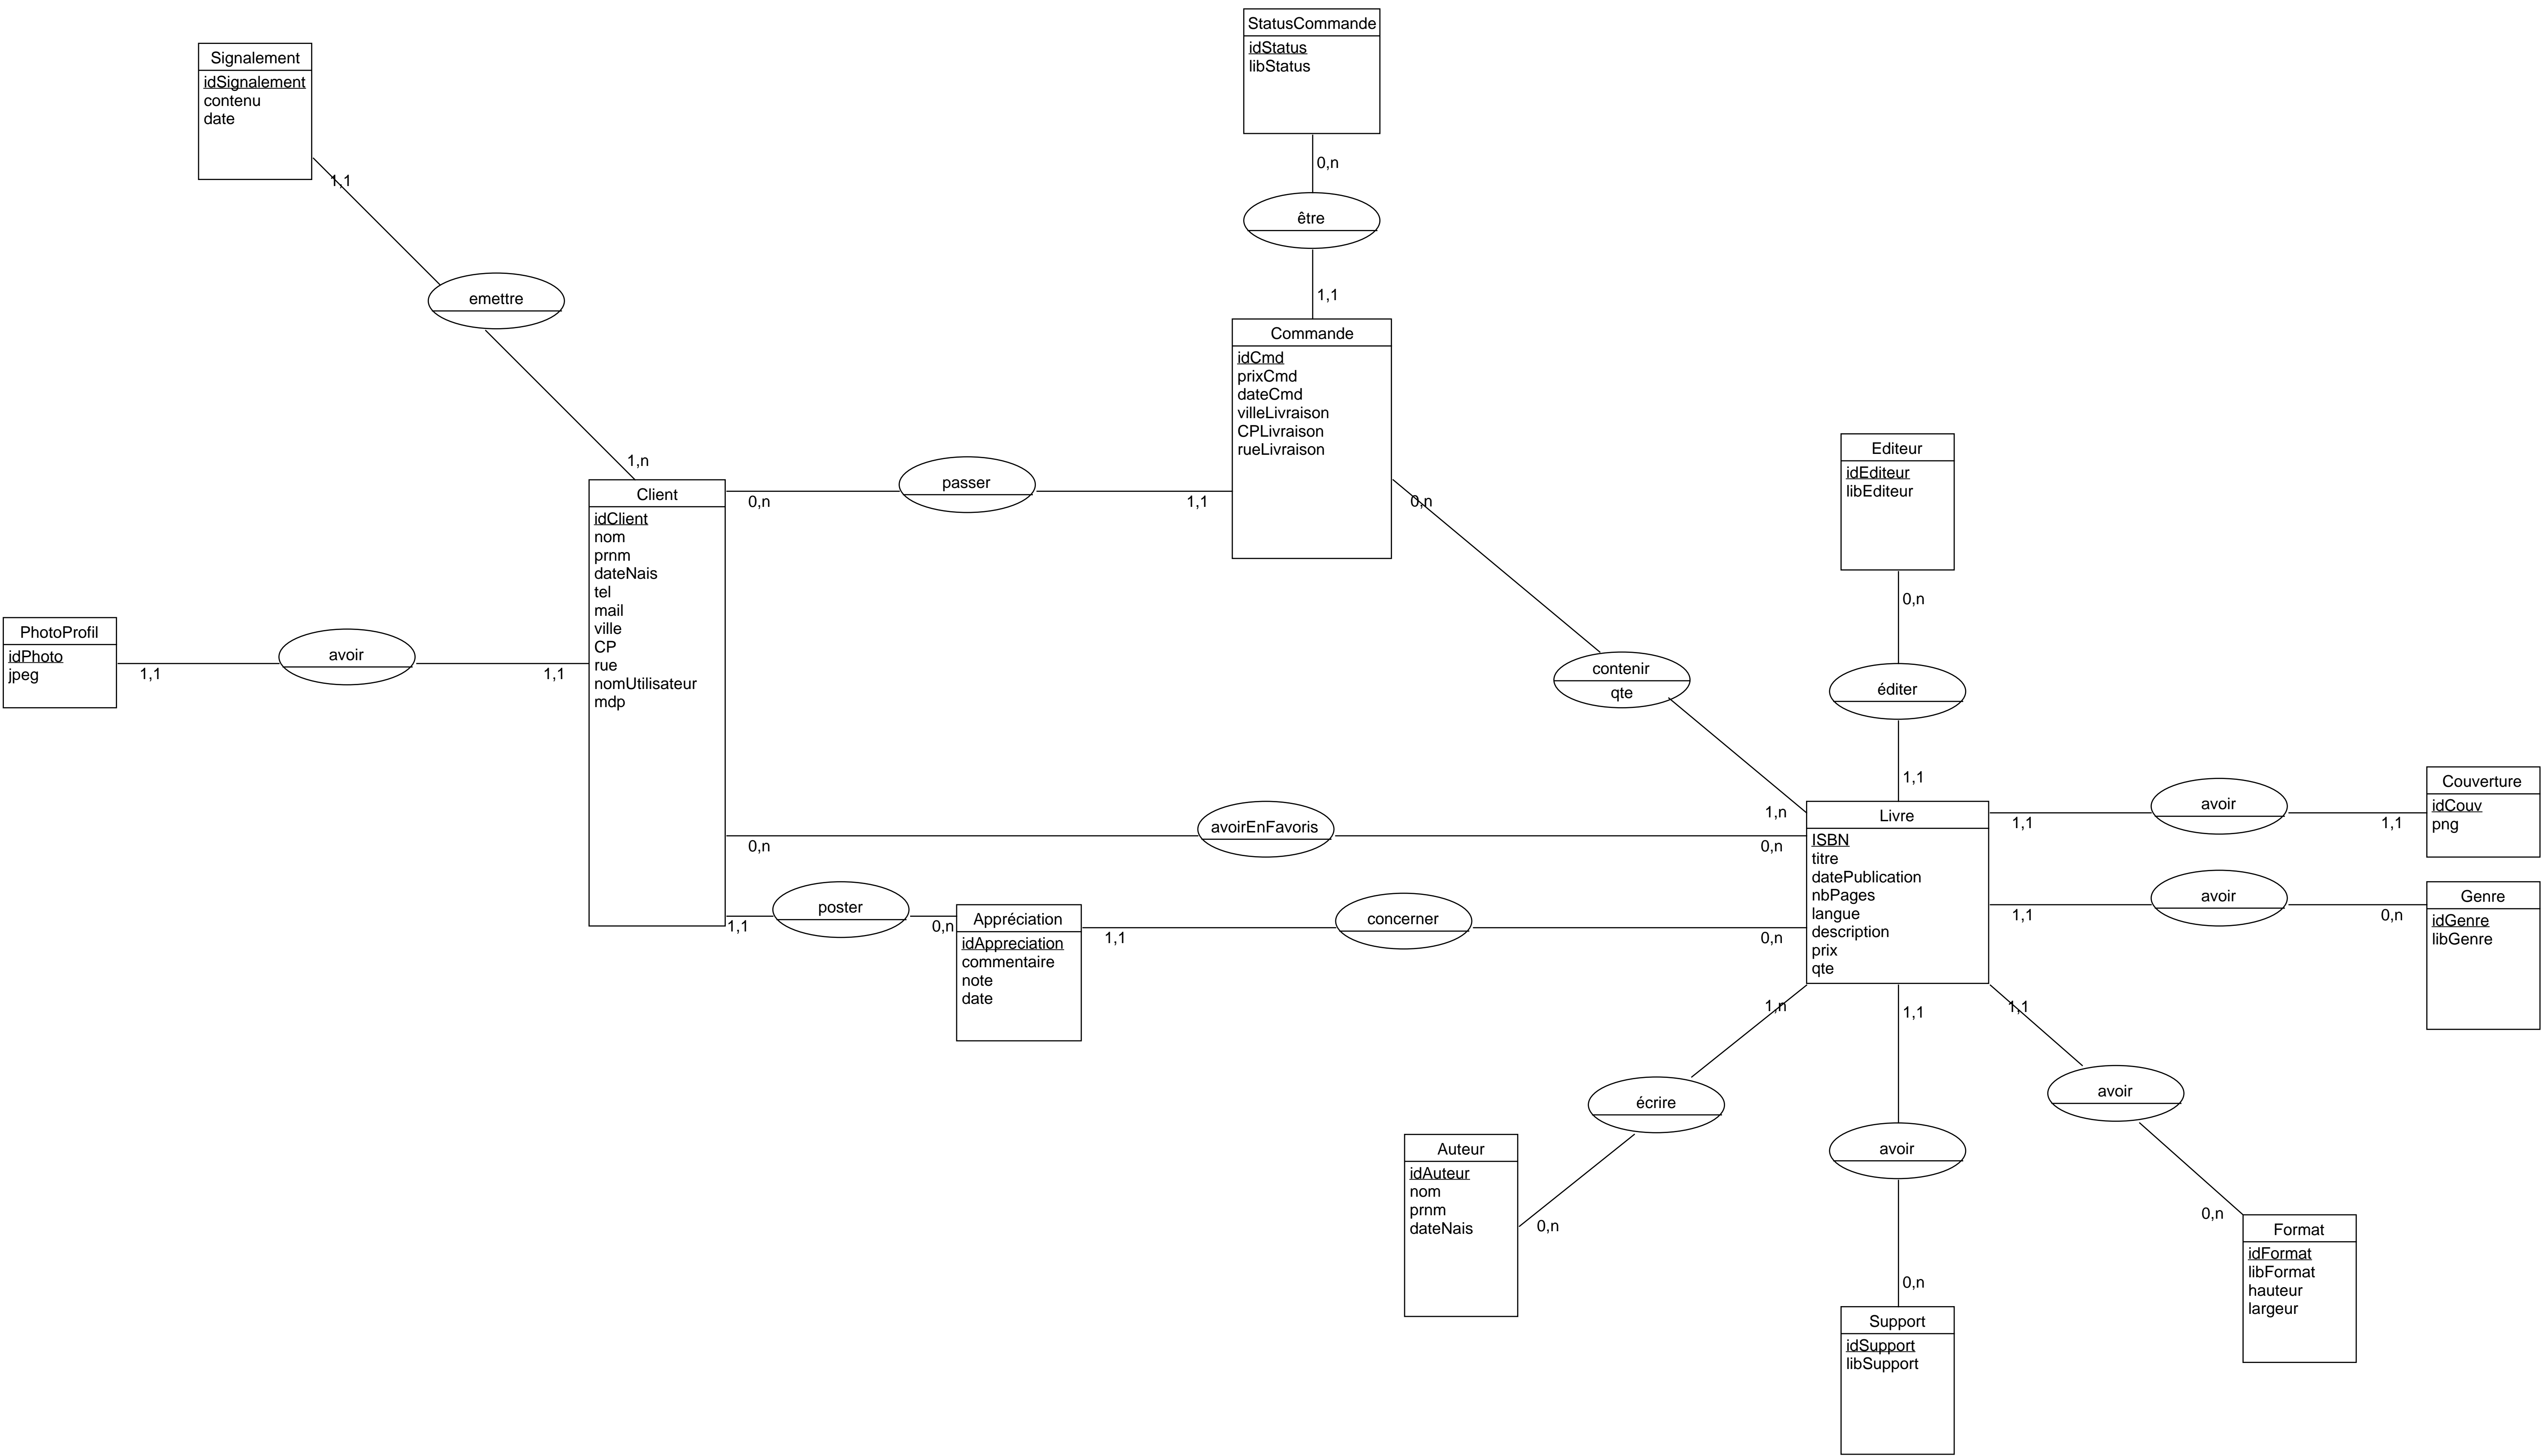 StatusCommande
idStatus
libStatus
Signalement
idSignalement
contenu
date
0,n
1,1
être
emettre
1,1
Commande
idCmd
prixCmd
dateCmd
villeLivraison
CPLivraison
rueLivraison
1,n
Client
idClient
nom
prnm
dateNais
tel
mail
ville
CP
rue
nomUtilisateur
mdp
0,n
passer
1,1
0,n
Editeur
idEditeur
libEditeur
0,n
PhotoProfil
idPhoto
jpeg
1,1
avoir
1,1
contenir
qte
éditer
1,1
1,n
0,n
avoirEnFavoris
0,n
Livre
ISBN
titre
datePublication
nbPages
langue
description
prix
qte
1,1
avoir
1,1
Couverture
idCouv
png
1,1
avoir
0,n
Genre
idGenre
libGenre
1,1
poster
0,n
Appréciation
idAppreciation
commentaire
note
date
1,1
concerner
0,n
1,n
1,1
1,1
écrire
avoir
avoir
Auteur
idAuteur
nom
prnm
dateNais
0,n
0,n
Format
idFormat
libFormat
hauteur
largeur
0,n
Support
idSupport
libSupport